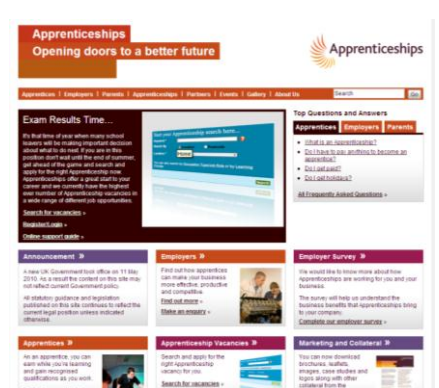 Apprenticeships
Opening doors to a better future
Apprenticeships
Apprentices | Employers | Parents | Apprenticeships | Partners | Events | Gallery | About Us
Search
Go
Exam Results Time...
It's that time of year when many school
leavers will be making important decision
about what to do next. If you are in this
position don't wait until the end of summer,
get ahead of the game and search and
apply for the right Apprenticeship now.
Apprenticeships offer a great start to your
career and we currently have the highest
ever number of Apprenticeship vacancies in
a wide range of different job opportunities.
Search for vacancies »
Register/Login »
Online support guide »
Start your Apprenticeship search here...
Top Questions and Answers
Apprentices
Employers
Parents
What is an apprenticeship?
Do I have to pay anything to become an
apprentice?
Do I get paid?
Do I get holidays?
All Frequently Asked Questions »
Announcement »
A new UK Government took office on 11 May
2010. As a result the content on this site may
not reflect current Government policy.
All statutory guidance and legislation
published on this site continues to reflect the
current legal position unless indicated
otherwise.
Employers »
Find out how apprentices
can make your business
more effective, productive
and competitive.
Find out more »
Make an enquiry »
Employer Survey »
We would like to know more about how
Apprenticeships are working for you and your
business.
The survey will help us understand the
business benefits that Apprenticeships bring
to your company.
Complete our employer survey »
Apprentices »
As an apprentice, you can
earn while you're learning
and gain recognised
qualifications as you work.
Apprenticeship Vacancies »
Search and apply for the
right Apprenticeship
vacancy for you.
Search for vacancies »
Marketing and Collateral »
You can now download
brochures, leaflets,
images, case studies and
logos along with other
collateral from the